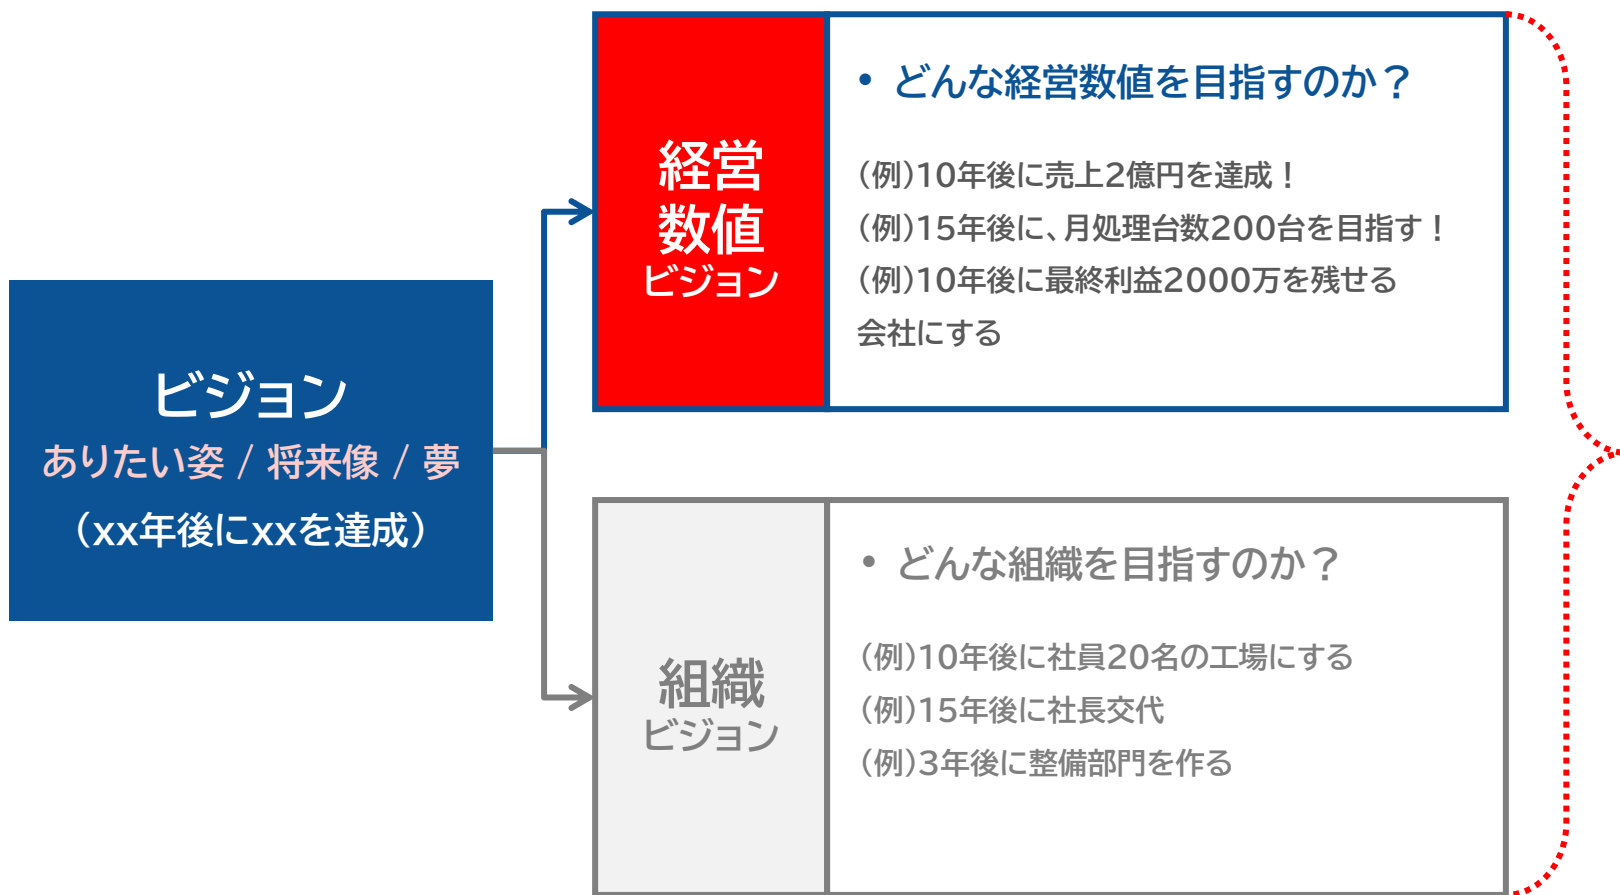 ビジョン
ありたい姿 / 将来像 / 夢
（xx年後にxxを達成）
経営
数値
ビジョン
• どんな経営数値を目指すのか？
（例）10年後に売上2億円を達成！
（例）15年後に、月処理台数200台を目指す！
（例）10年後に最終利益2000万を残せる
会社にする
組織
ビジョン
• どんな組織を目指すのか？
（例）10年後に社員20名の工場にする
（例）15年後に社長交代
（例）3年後に整備部門を作る